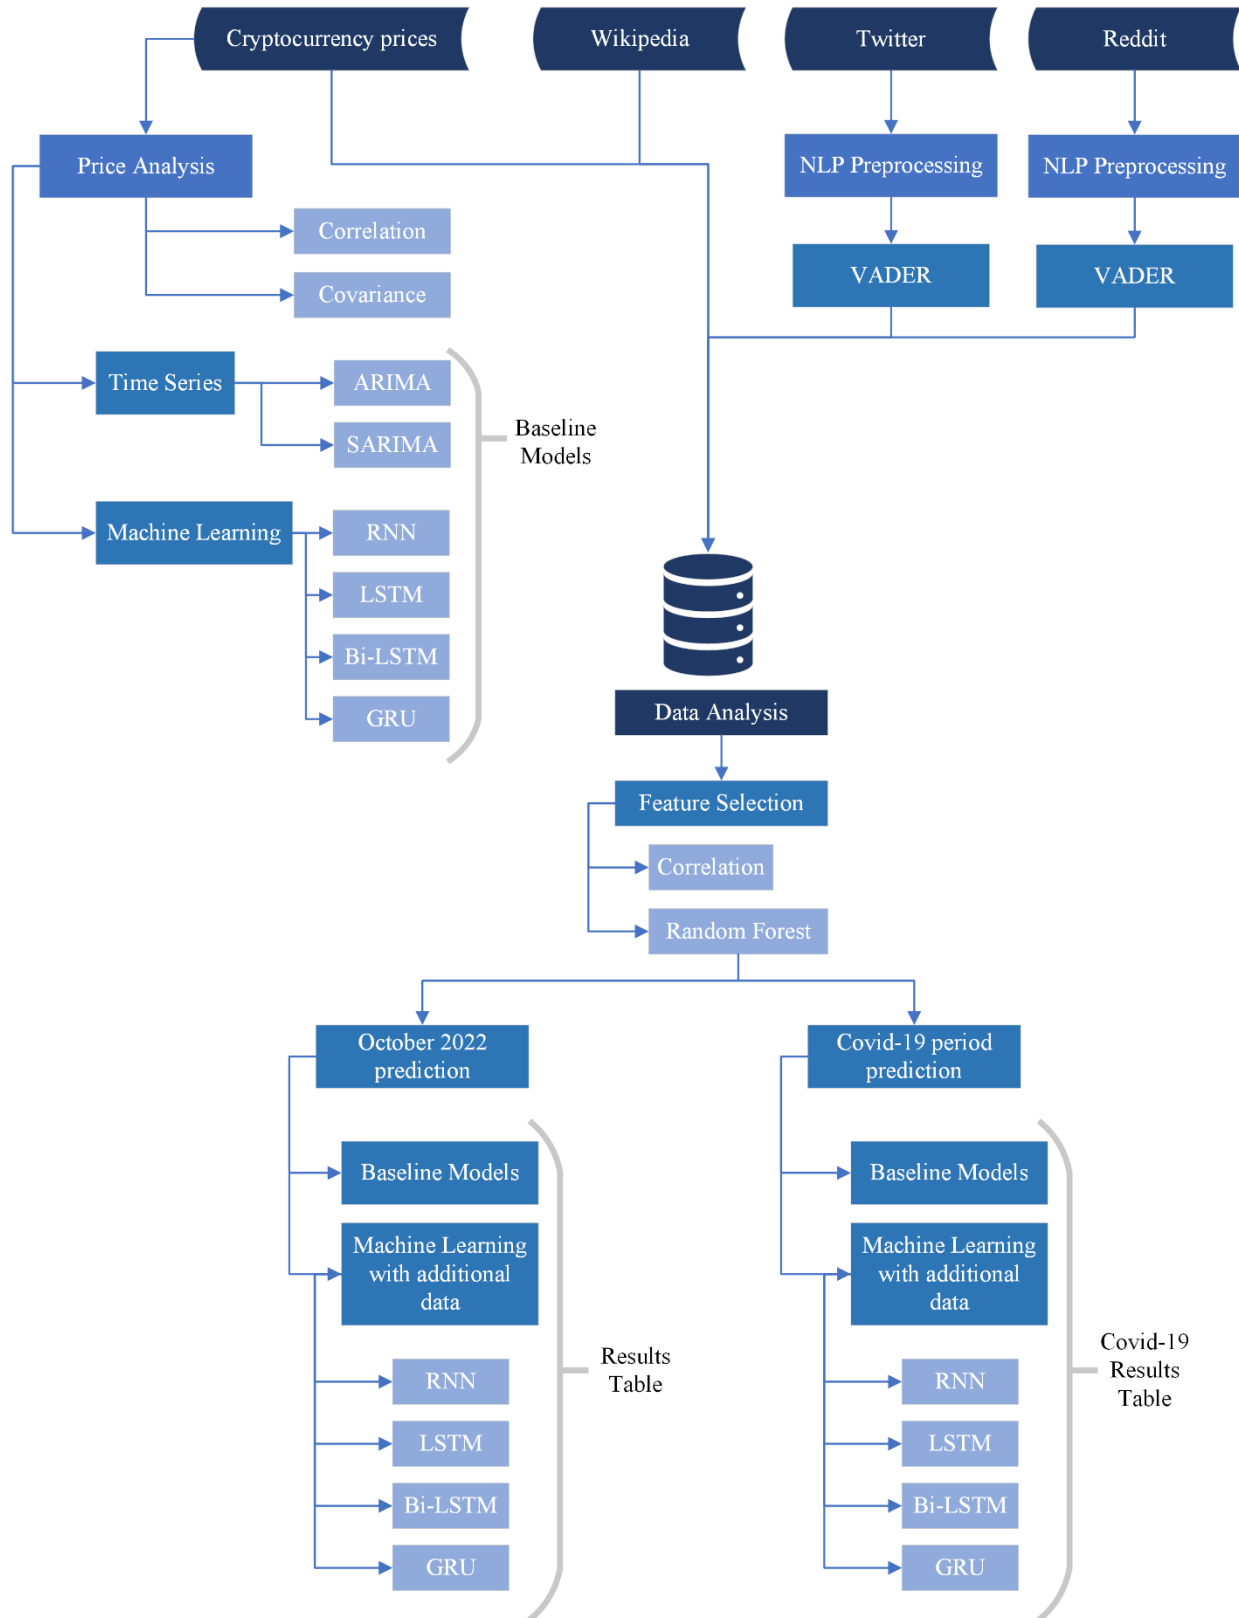 Cryptocurrency prices
Wikipedia
Twitter
Reddit
Price Analysis
NLP Preprocessing
NLP Preprocessing
Correlation
Covariance
VADER
VADER
Time Series
ARIMA
SARIMA
Baseline
Models
Machine Learning
RNN
LSTM
Bi-LSTM
GRU
Data Analysis
Feature Selection
Correlation
Random Forest
October 2022
prediction
Covid-19 period
prediction
Baseline Models
Machine Learning
with additional
data
RNN
LSTM
Bi-LSTM
GRU
Results
Table
Baseline Models
Machine Learning
with additional
data
RNN
LSTM
Bi-LSTM
GRU
Covid-19
Results
Table